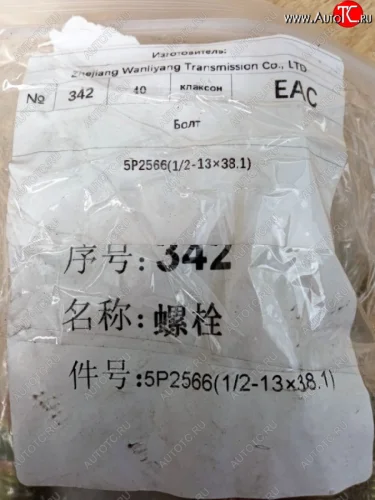 AutoTC.ru
Изготовитель:
Zhejiang Wanliyang Transmission Co., LTD
№ 342 40 клаксон EAC
Болт
5P2566(1/2-13×38.1)
序号:342
名称:螺栓
件号:5P2566(1/2-13×38.1)